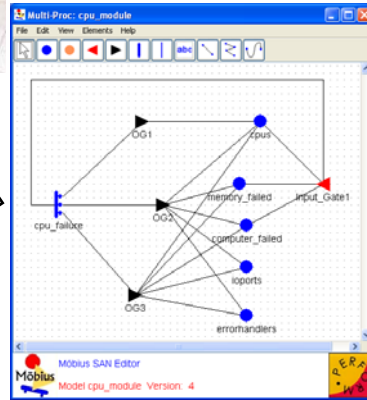 Multi-Proc: cpu_module
File Edit View Elements Help
abc
OG1
cpus
memory_failed
Input_Gate1
OG2
cpu_failure
computer_failed
ioports
OG3
errorhandlers
Möbius SAN Editor
Möbius
Model cpu_module Version: 4
PERF